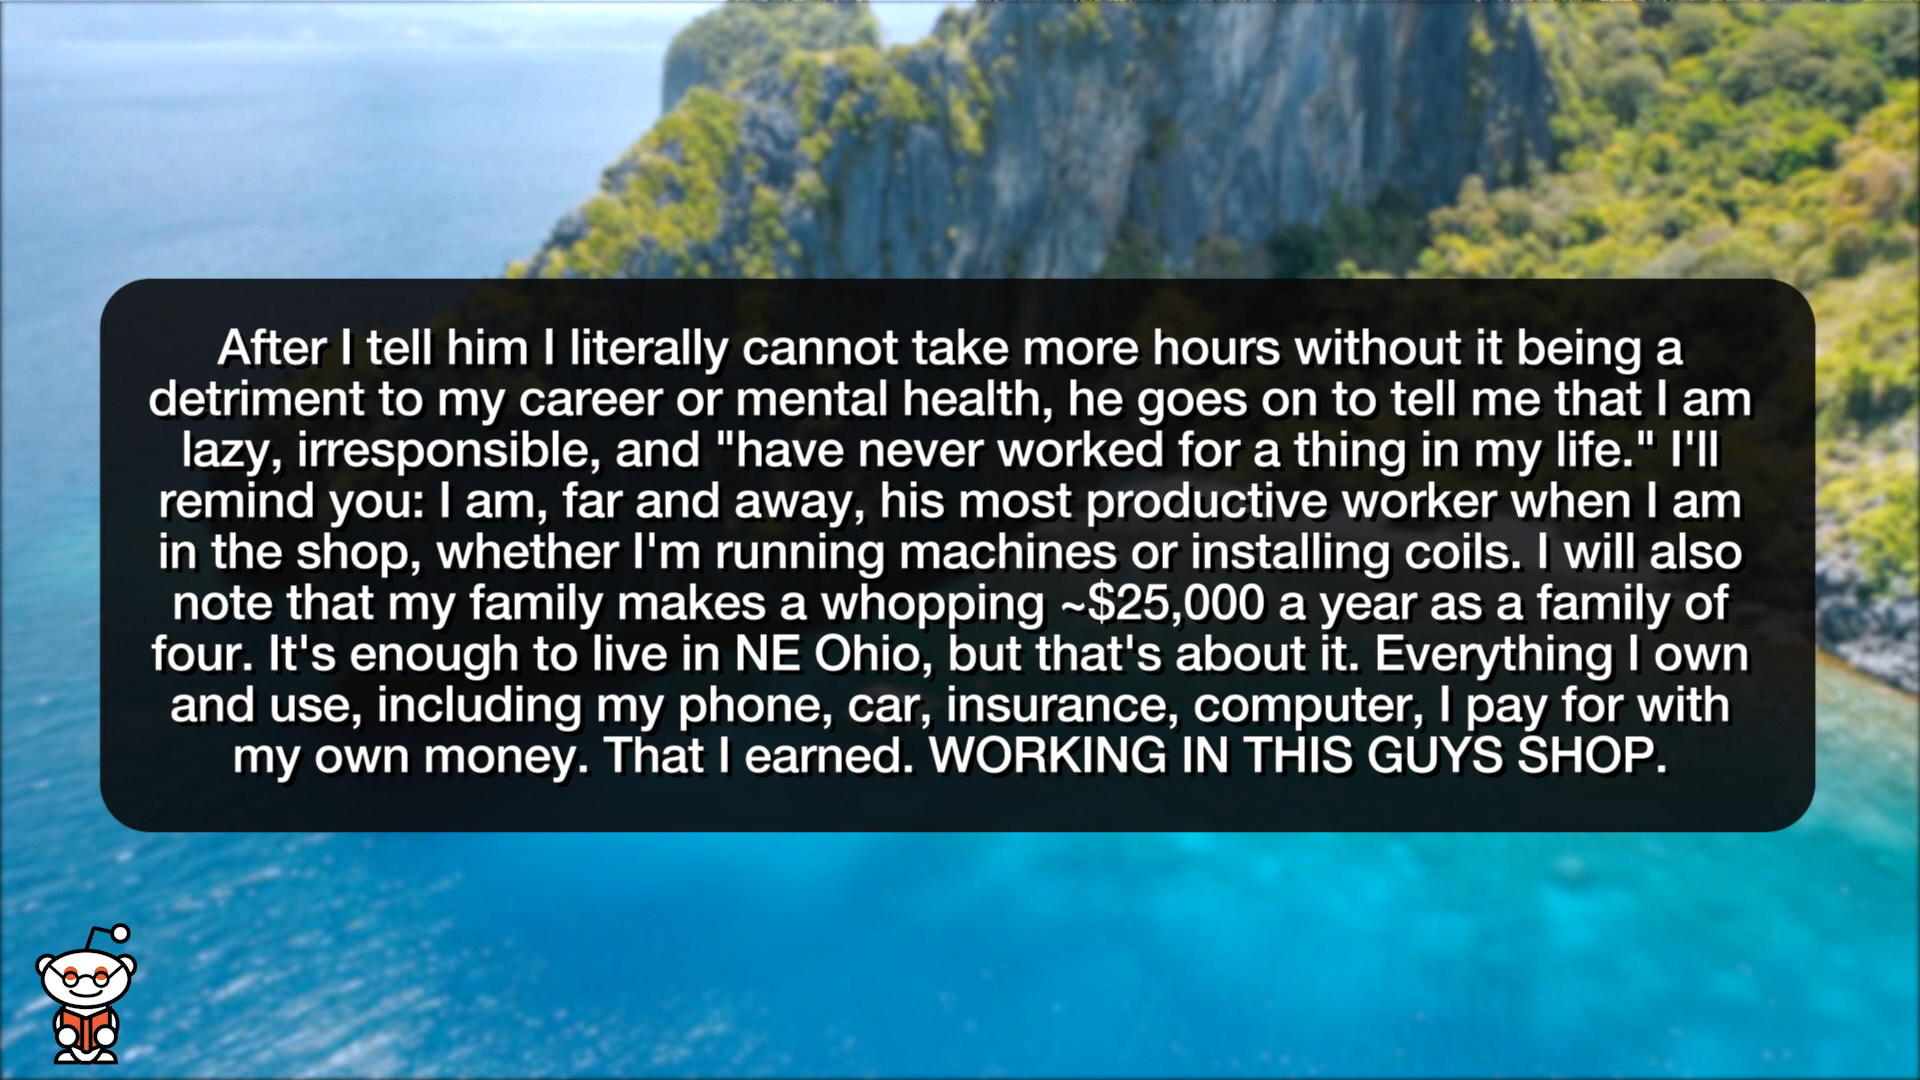 After I tell him I literally cannot take more hours without it being a
detriment to my career or mental health, he goes on to tell me that I am
lazy, irresponsible, and "have never worked for a thing in my life." I'll
remind you: I am, far and away, his most productive worker when I am
in the shop, whether I'm running machines or installing coils. I will also
note that my family makes a whopping ~$25,000 a year as a family of
four. It's enough to live in NE Ohio, but that's about it. Everything I own
and use, including my phone, car, insurance, computer, I pay for with
my own money. That I earned. WORKING IN THIS GUYS SHOP.